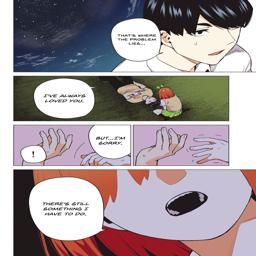 THAT'S WHERE
THE PROBLEM
LIES...
I'VE ALWAYS
LOVED YOU.
BUT...I'M
SORRY.
!
THERE'S STILL
SOMETHING I
HAVE TO DO.